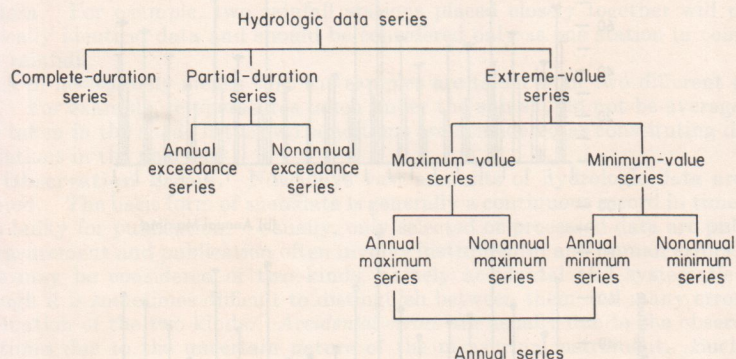 Hydrologic data series
Complete-duration
series
Partial-duration
series
Extreme-value
series
Annual
exceedance
series
Nonannual
exceedance
series
Maximum-value
series
Minimum-value
series
Annual
maximum
series
Nonannual
maximum
series
Annual
minimum
series
Nonannual
minimum
series
Annual series